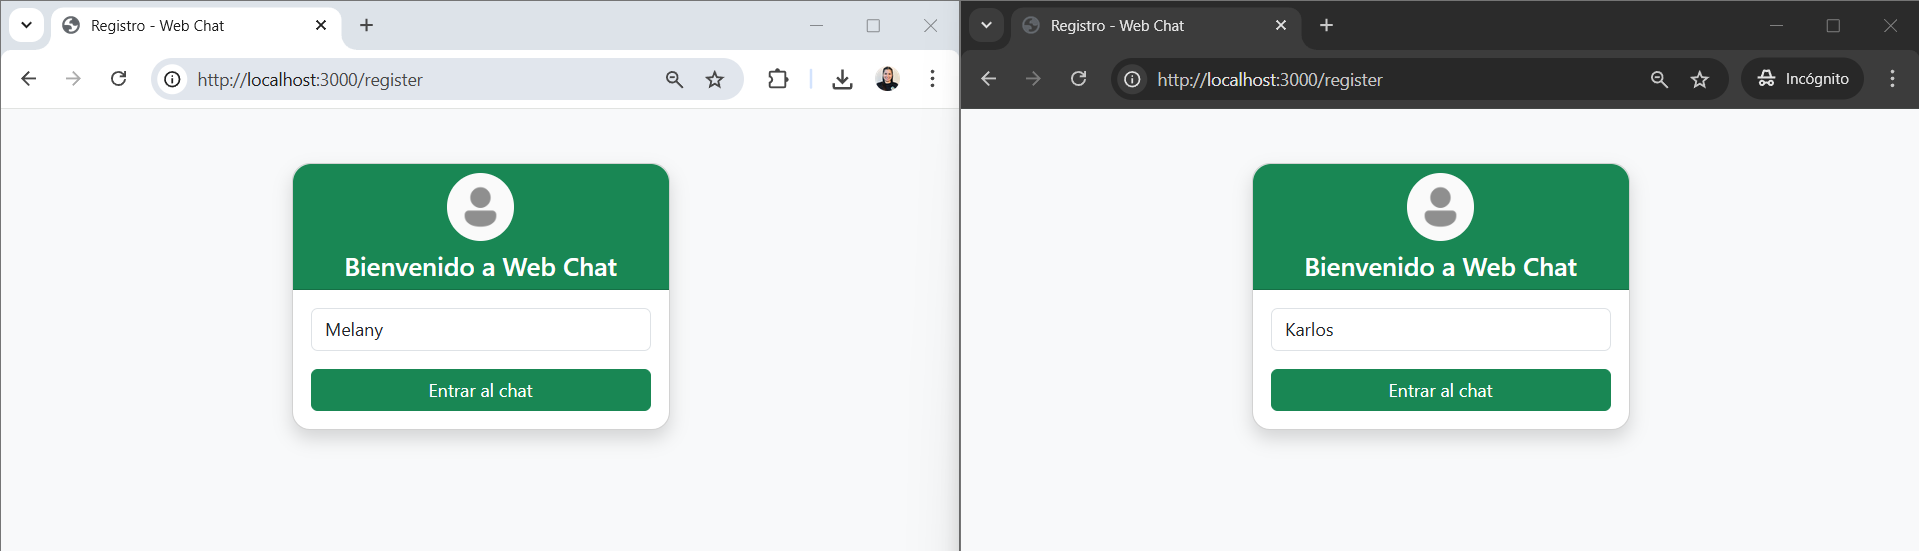 Registro - Web Chat
http://localhost:3000/register
Bienvenido a Web Chat
Melany
Entrar al chat
Registro - Web Chat
http://localhost:3000/register
Incógnito
Bienvenido a Web Chat
Karlos
Entrar al chat